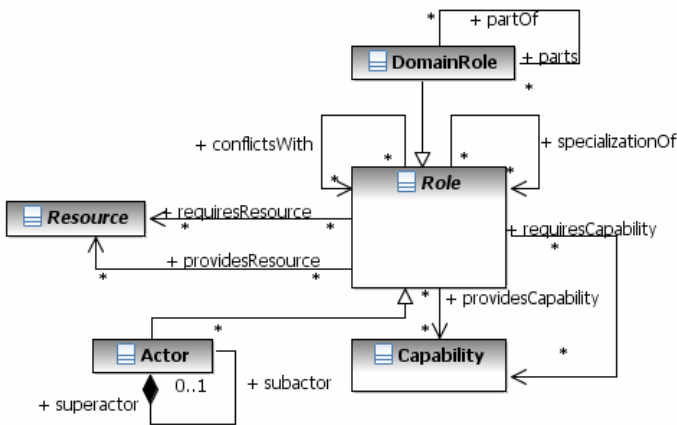 * + partOf
DomainRole
+ parts
*
+ conflictsWith
* *
* *
+ specializationOf
Role
Resource
+ requiresResource
* *
+ requiresCapability
*
+ providesResource
* *
* + providesCapability
*
Actor
* Capability
*
0..1
+ subactor
+ superactor